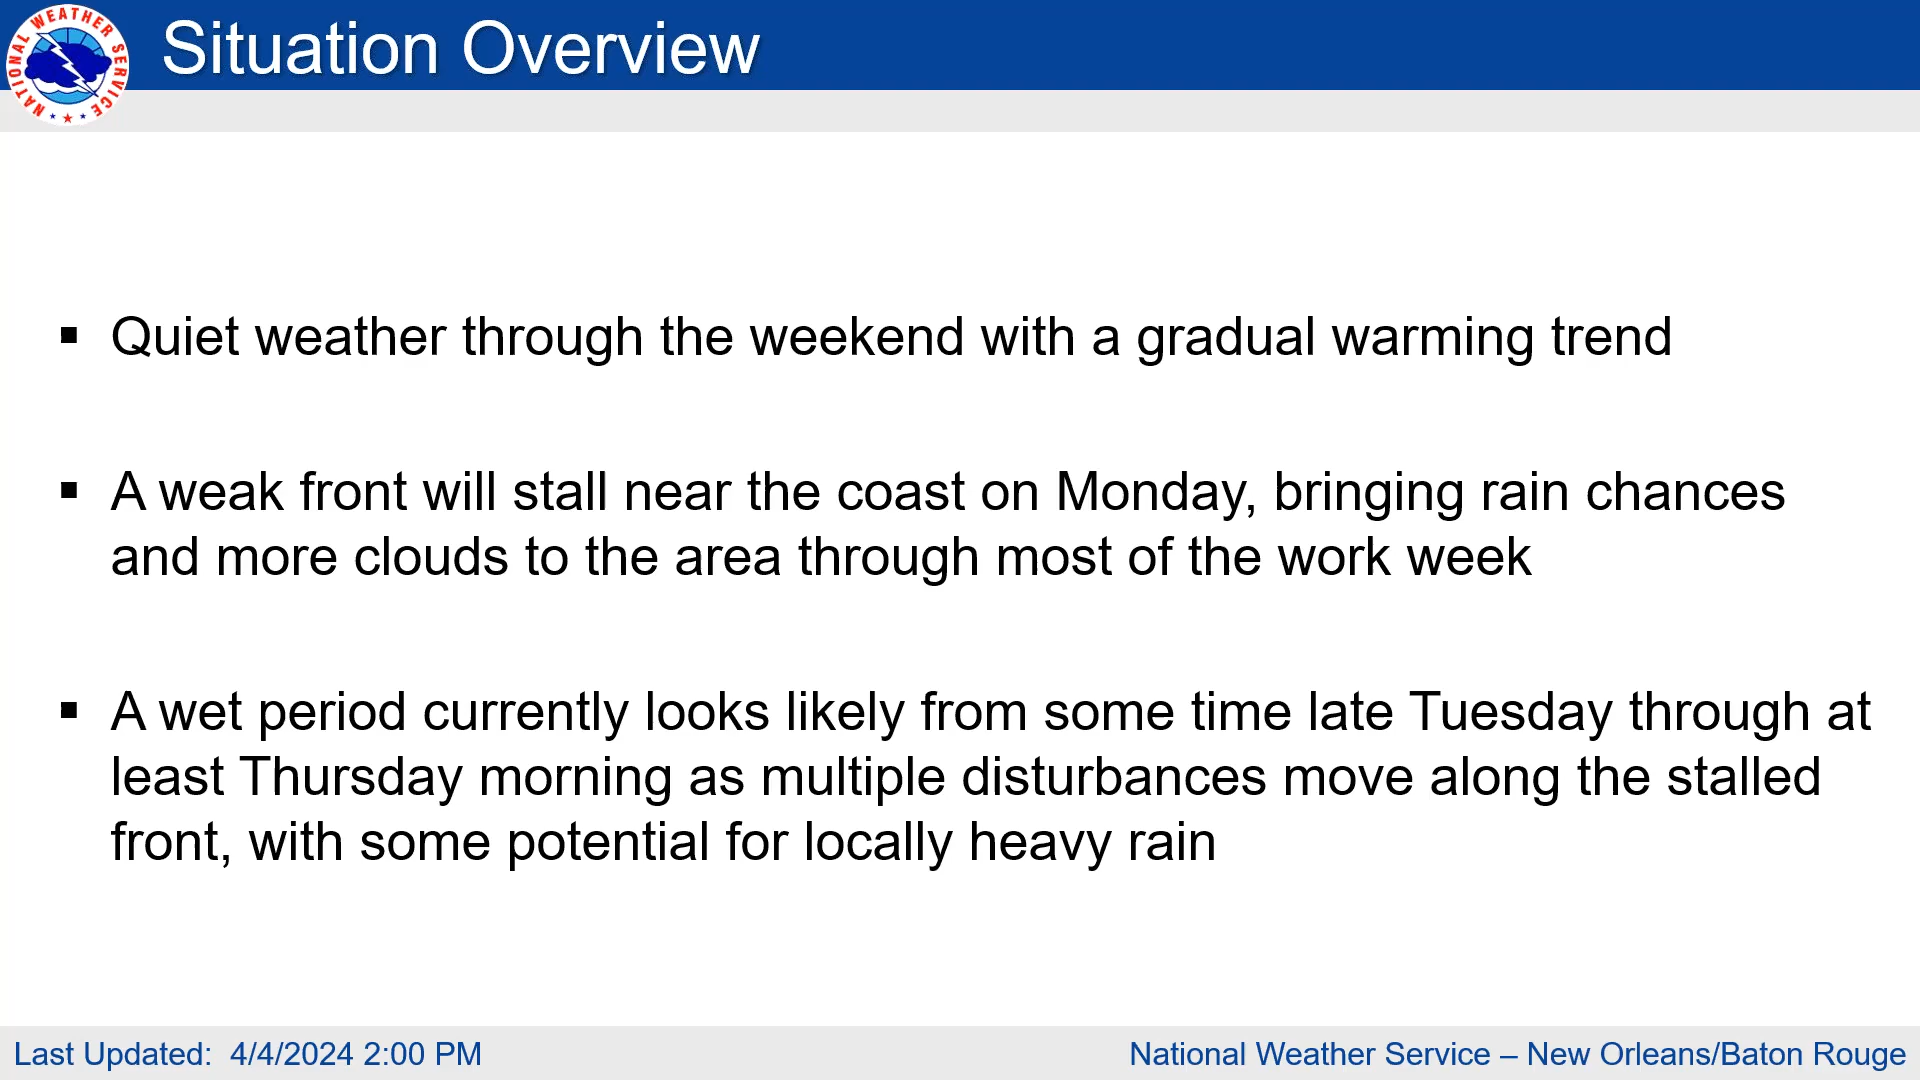 NATIONAL WEATHER SERVICE
Situation Overview
▪ Quiet weather through the weekend with a gradual warming trend
▪ A weak front will stall near the coast on Monday, bringing rain chances
and more clouds to the area through most of the work week
▪ A wet period currently looks likely from some time late Tuesday through at
least Thursday morning as multiple disturbances move along the stalled
front, with some potential for locally heavy rain
Last Updated: 4/4/2024 2:00 PM
National Weather Service – New Orleans/Baton Rouge